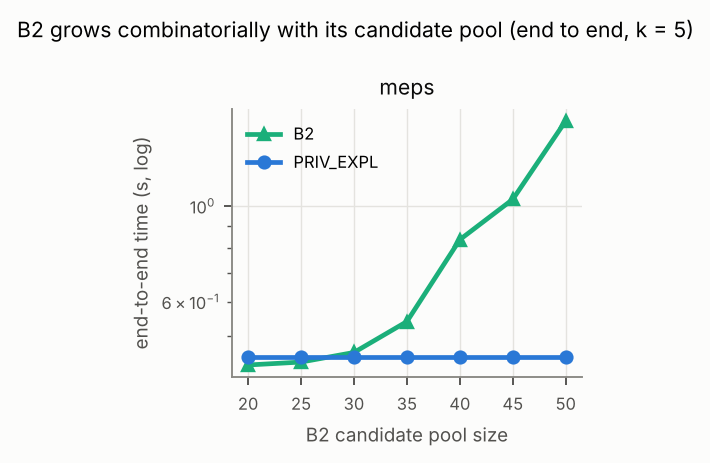 B2 grows combinatorially with its candidate pool (end to end, k = 5)
meps
B2
PRIV_EXPL
end-to-end time (s, log)
10⁰
6 × 10⁻¹
20 25 30 35 40 45 50
B2 candidate pool size